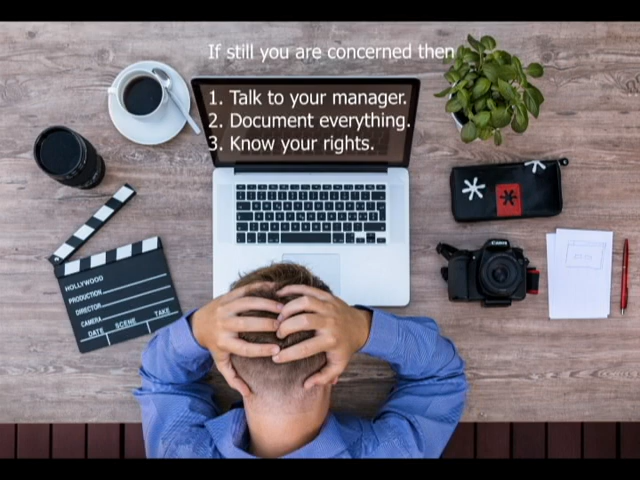 If still you are concerned then
1. Talk to your manager.
2. Document everything.
3. Know your rights.
HOLLYWOOD
PRODUCTION
DIRECTOR
CAMERA
DATE SCENE TAKE
Canon